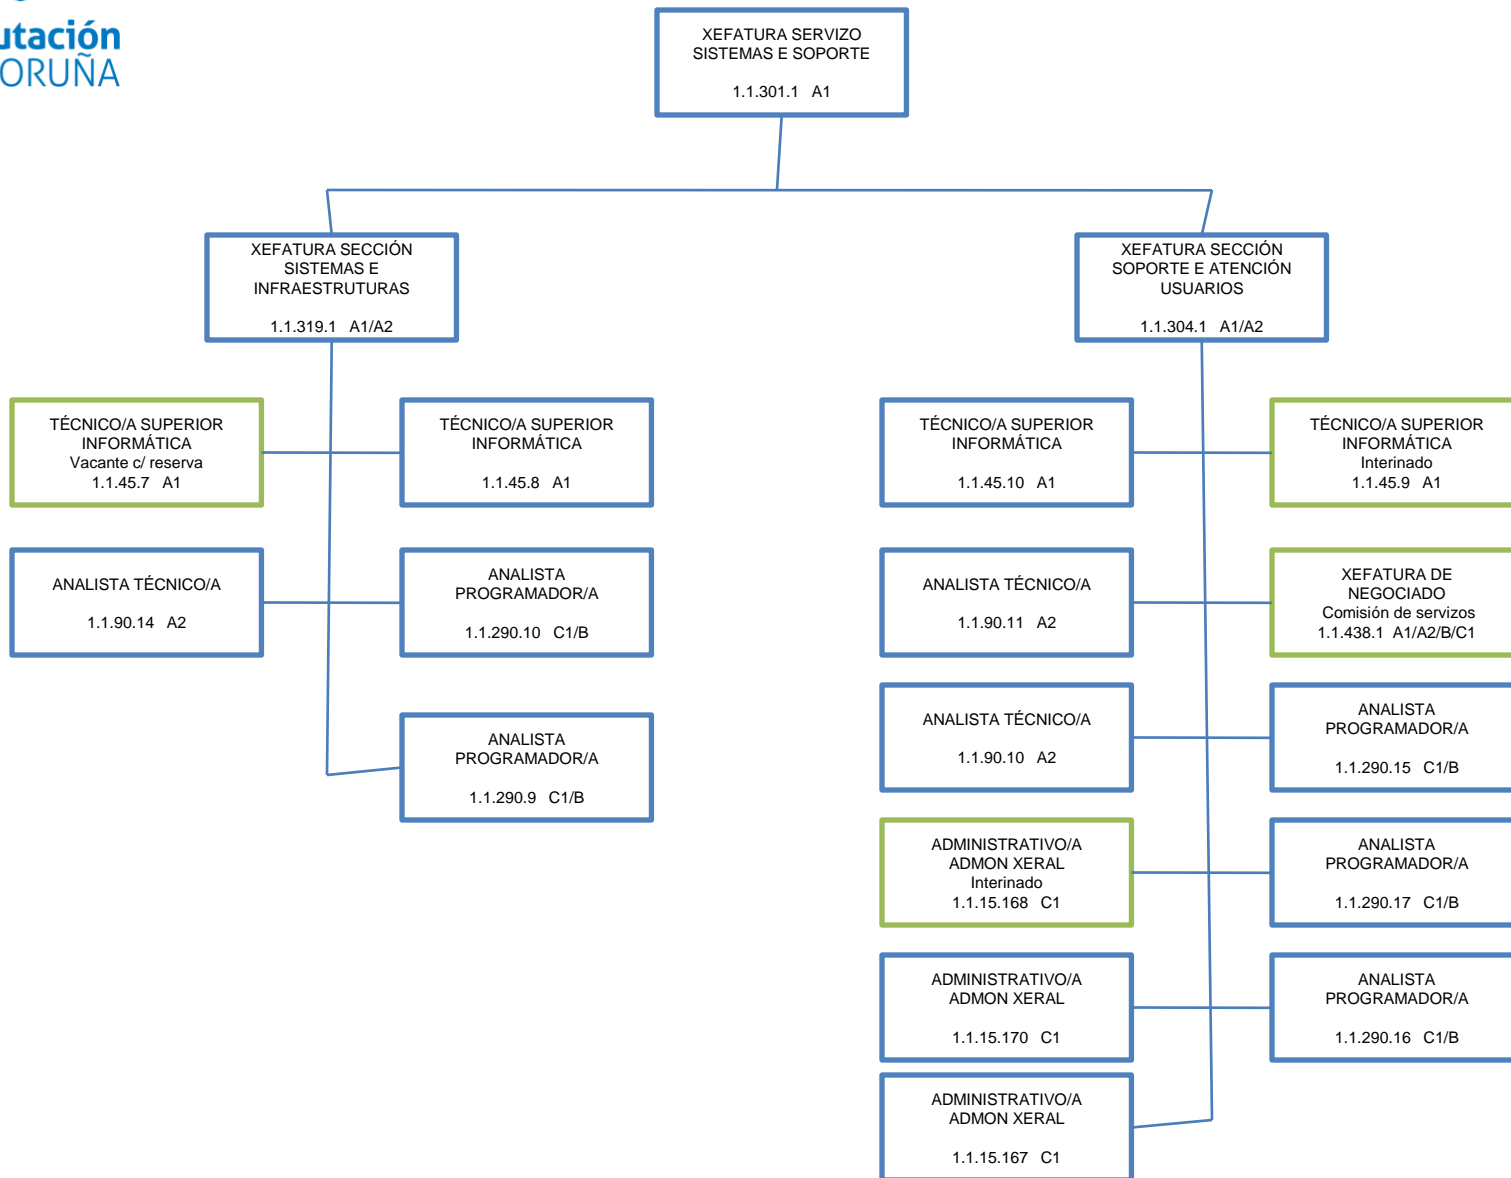 utación
ORUÑA
XEFATURA SERVIZO
SISTEMAS E SOPORTE
1.1.301.1 A1
XEFATURA SECCIÓN
SISTEMAS E
INFRAESTRUTURAS
1.1.319.1 A1/A2
XEFATURA SECCIÓN
SOPORTE E ATENCIÓN
USUARIOS
1.1.304.1 A1/A2
TÉCNICO/A SUPERIOR
INFORMÁTICA
Vacante c/ reserva
1.1.45.7 A1
TÉCNICO/A SUPERIOR
INFORMÁTICA
1.1.45.8 A1
TÉCNICO/A SUPERIOR
INFORMÁTICA
1.1.45.10 A1
TÉCNICO/A SUPERIOR
INFORMÁTICA
Interinado
1.1.45.9 A1
ANALISTA TÉCNICO/A
1.1.90.14 A2
ANALISTA
PROGRAMADOR/A
1.1.290.10 C1/B
ANALISTA TÉCNICO/A
1.1.90.11 A2
XEFATURA DE
NEGOCIADO
Comisión de servizos
1.1.438.1 A1/A2/B/C1
ANALISTA
PROGRAMADOR/A
1.1.290.9 C1/B
ANALISTA TÉCNICO/A
1.1.90.10 A2
ANALISTA
PROGRAMADOR/A
1.1.290.15 C1/B
ADMINISTRATIVO/A
ADMON XERAL
Interinado
1.1.15.168 C1
ANALISTA
PROGRAMADOR/A
1.1.290.17 C1/B
ADMINISTRATIVO/A
ADMON XERAL
1.1.15.170 C1
ANALISTA
PROGRAMADOR/A
1.1.290.16 C1/B
ADMINISTRATIVO/A
ADMON XERAL
1.1.15.167 C1